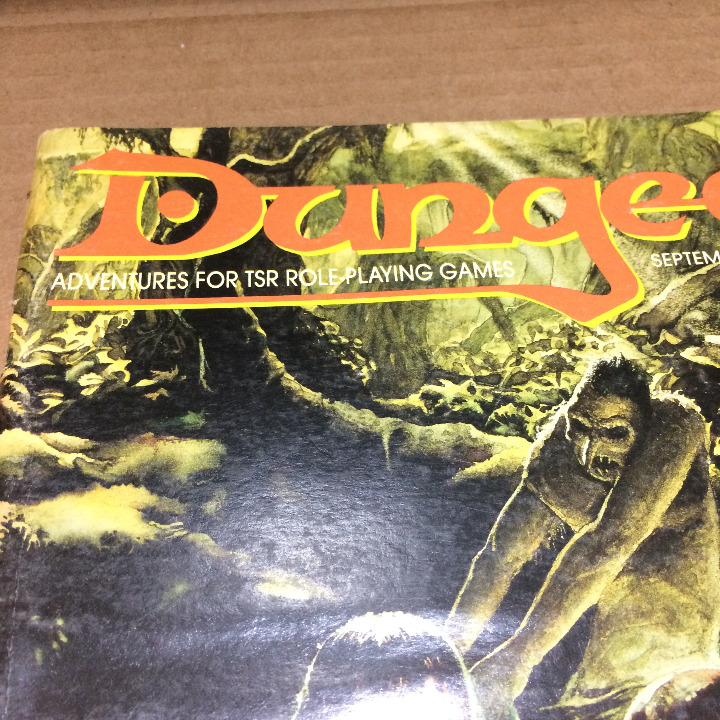 Dunge
ADVENTURES FOR TSR ROLE-PLAYING GAMES
SEPTEM